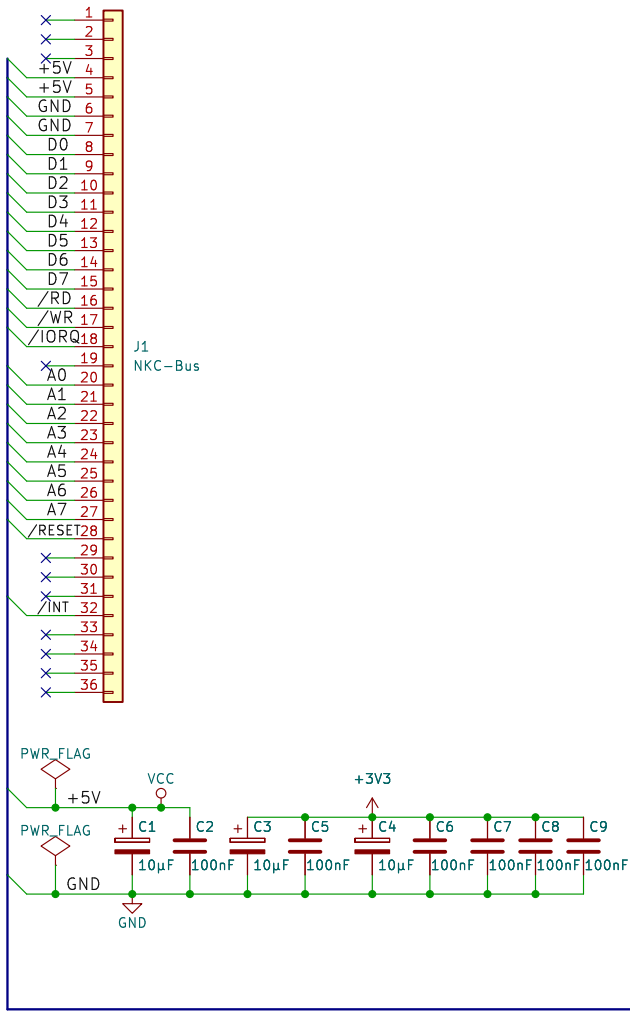 1
2
3
+5V 4
+5V 5
GND 6
GND 7
D0 8
D1 9
D2 10
D3 11
D4 12
D5 13
D6 14
D7 15
/RD 16
/WR 17
/IORQ 18
J1
19
NKC-Bus
A0 20
A1 21
A2 22
A3 23
A4 24
A5 25
A6 26
A7 27
/RESET 28
29
30
31
/INT 32
33
34
35
36
PWR_FLAG
VCC +3V3
+5V
PWR_FLAG + C1 C2 + C3 C5 + C4 C6 C7 C8 C9
10µF 100nF 10µF 100nF 10µF 100nF 100nF 100nF 100nF
GND
GND